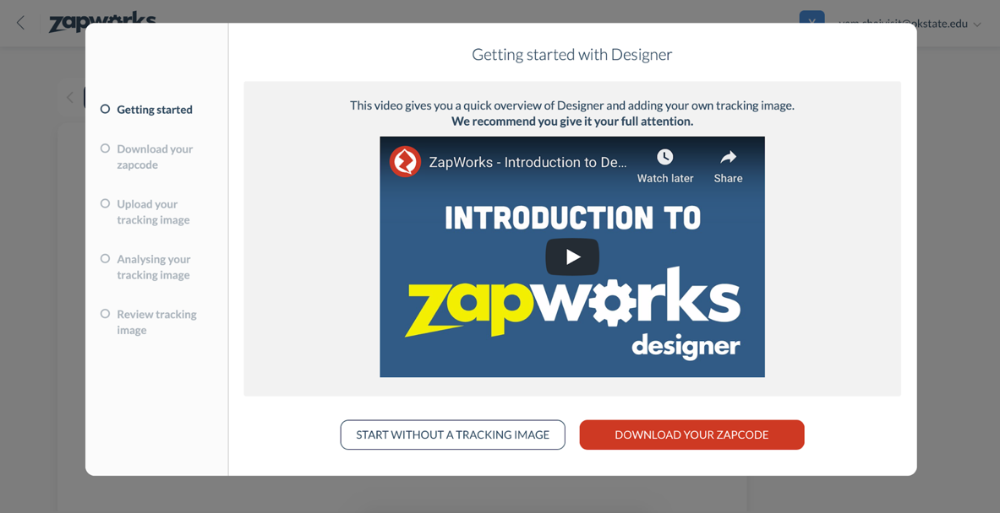 zapworks
Getting started
Download your
zapcode
Upload your
tracking image
Analysing your
tracking image
Review tracking
image
Getting started with Designer
This video gives you a quick overview of Designer and adding your own tracking image.
We recommend you give it your full attention.
ZapWorks - Introduction to De...
Watch later
Share
INTRODUCTION TO
zapworks
designer
START WITHOUT A TRACKING IMAGE
DOWNLOAD YOUR ZAPCODE